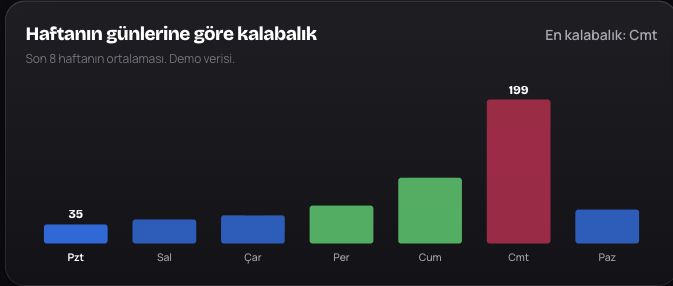 Haftanın günlerine göre kalabalık
En kalabalık: Cmt
Son 8 haftanın ortalaması. Demo verisi.
199
35
Pzt Sal Çar Per Cum Cmt Paz